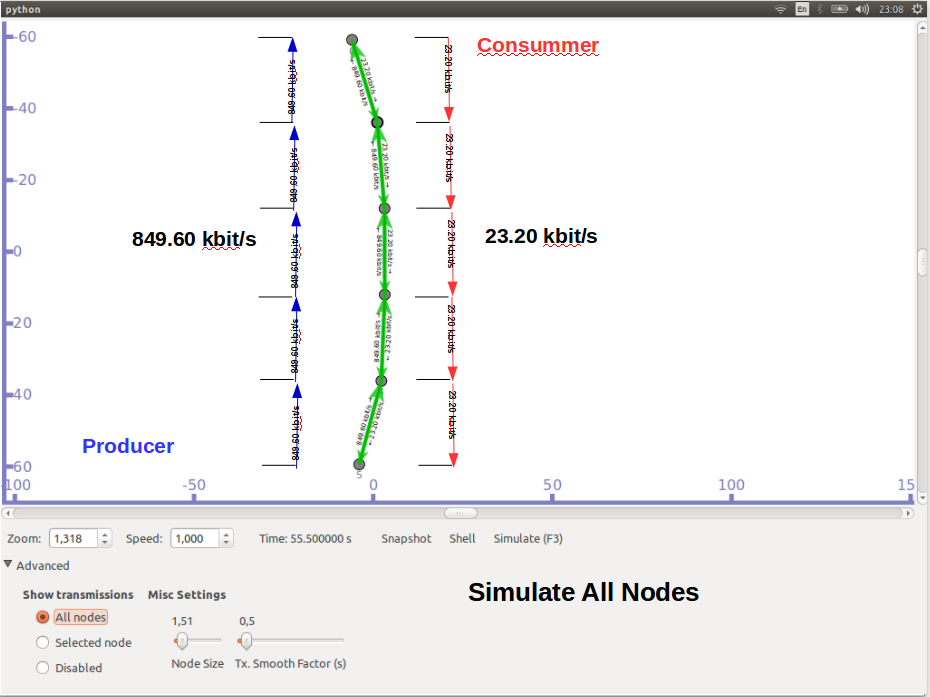 python
En
23:08
-60
Consummer
849.60 kbit/s
23.20 kbit/s
← 849.60 kbit/s
23.20 kbit/s →
-40
849.60 kbit/s
23.20 kbit/s
← 849.60 kbit/s
23.20 kbit/s →
-20
849.60 kbit/s
23.20 kbit/s
849.60 kbit/s
23.20 kbit/s
← 849.60 kbit/s
23.20 kbit/s →
0
23.20 kbit/s
849.60 kbit/s
20
849.60 kbit/s
23.20 kbit/s
849.60 kbit/s →
← 23.20 kbit/s
40
849.60 kbit/s
23.20 kbit/s
849.60 kbit/s →
← 23.20 kbit/s
Producer
60
5
100 -50 0 50 100 15
Zoom: 1,318 Speed: 1,000 Time: 55.500000 s Snapshot Shell Simulate (F3)
Advanced
Show transmissions Misc Settings
Simulate All Nodes
All nodes
1,51 0,5
Selected node
Node Size Tx. Smooth Factor (s)
Disabled